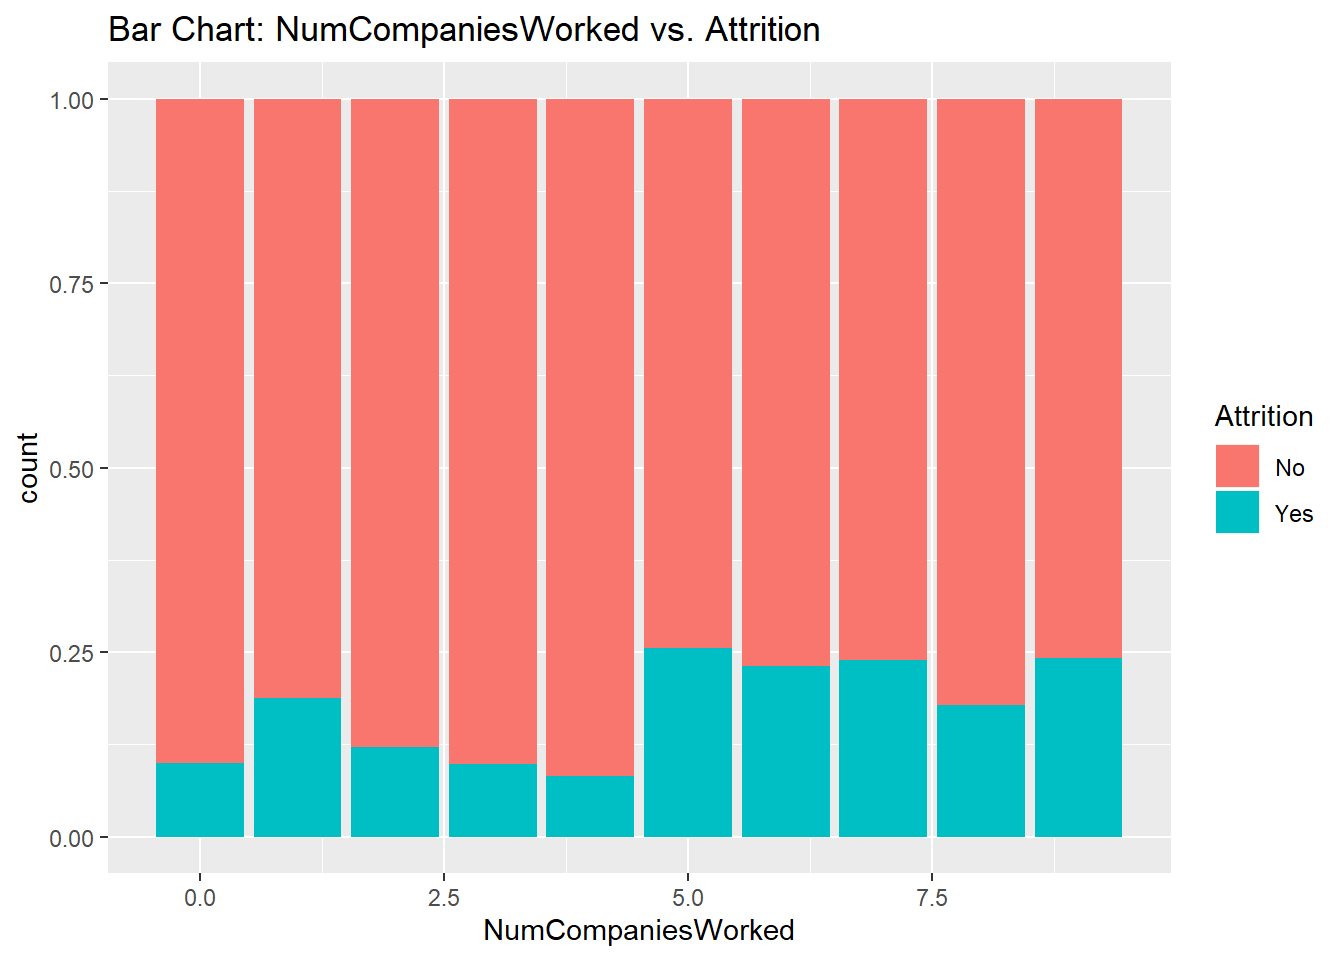 Bar Chart: NumCompaniesWorked vs. Attrition
1.00
0.75
0.50
0.25
0.00
count
0.0 2.5 5.0 7.5
NumCompaniesWorked
Attrition
No
Yes